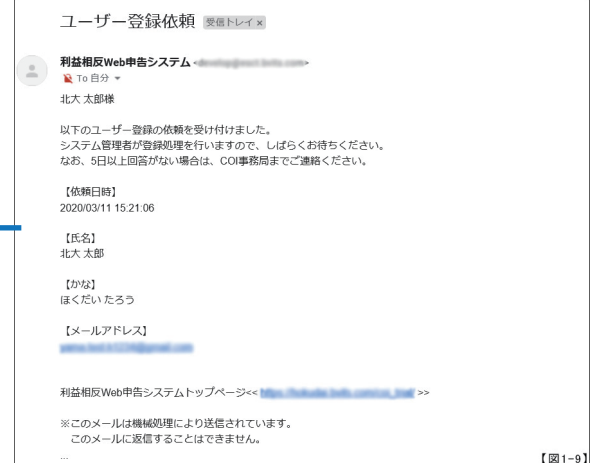 ユーザー登録依頼 受信トレイ ×
利益相反Web申告システム < >
To 自分
北大 太郎様
以下のユーザー登録の依頼を受け付けました。
システム管理者が登録処理を行いますので、しばらくお待ちください。
なお、5日以上回答がない場合は、COI事務局までご連絡ください。
【依頼日時】
2020/03/11 15:21:06
【氏名】
北大 太郎
【かな】
ほくだい たろう
【メールアドレス】
利益相反Web申告システムトップページ<< >>
※このメールは機械処理により送信されています。
このメールに返信することはできません。
...
【図1-9】